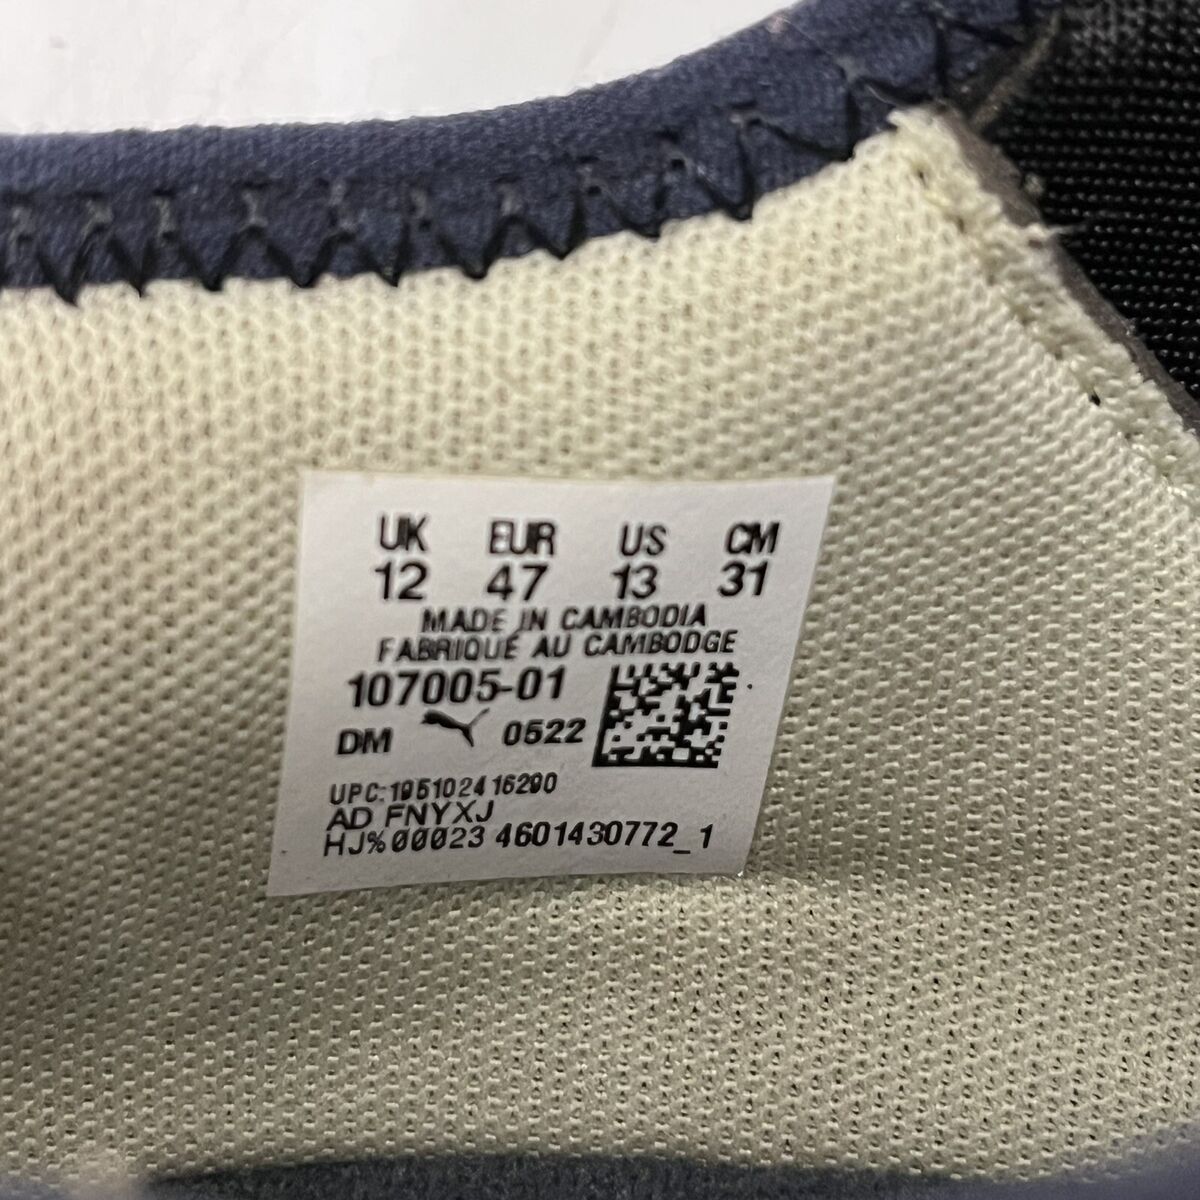 UK EUR US CM
12 47 13 31
MADE IN CAMBODIA
FABRIQUÉ AU CAMBODGE
107005-01
DM 0522
UPC:195102416290
AD FNYXJ
HJ%00023 4601430772_1